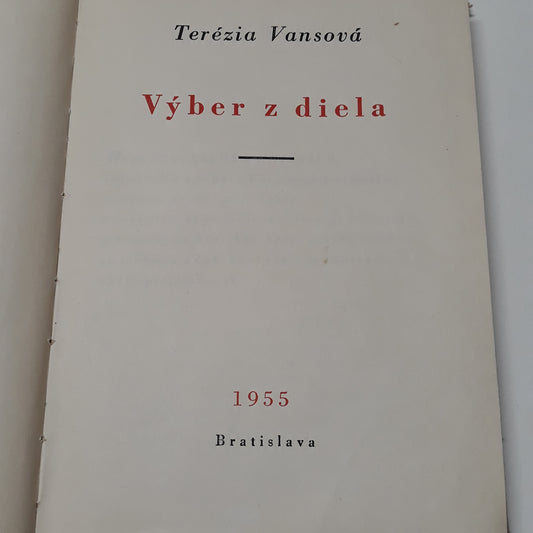 Terézia Vansová
Výber z diela
1955
Bratislava